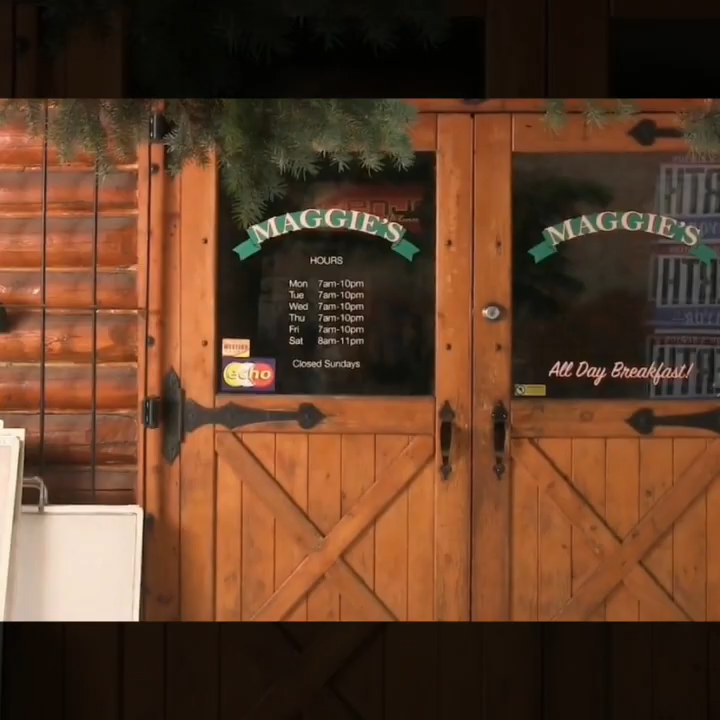 MAGGIE'S
HOURS
Mon 7am-10pm
Tue 7am-10pm
Wed 7am-10pm
Thu 7am-10pm
Fri 7am-10pm
Sat 8am-11pm
Closed Sundays
echo
MAGGIE'S
All Day Breakfast!